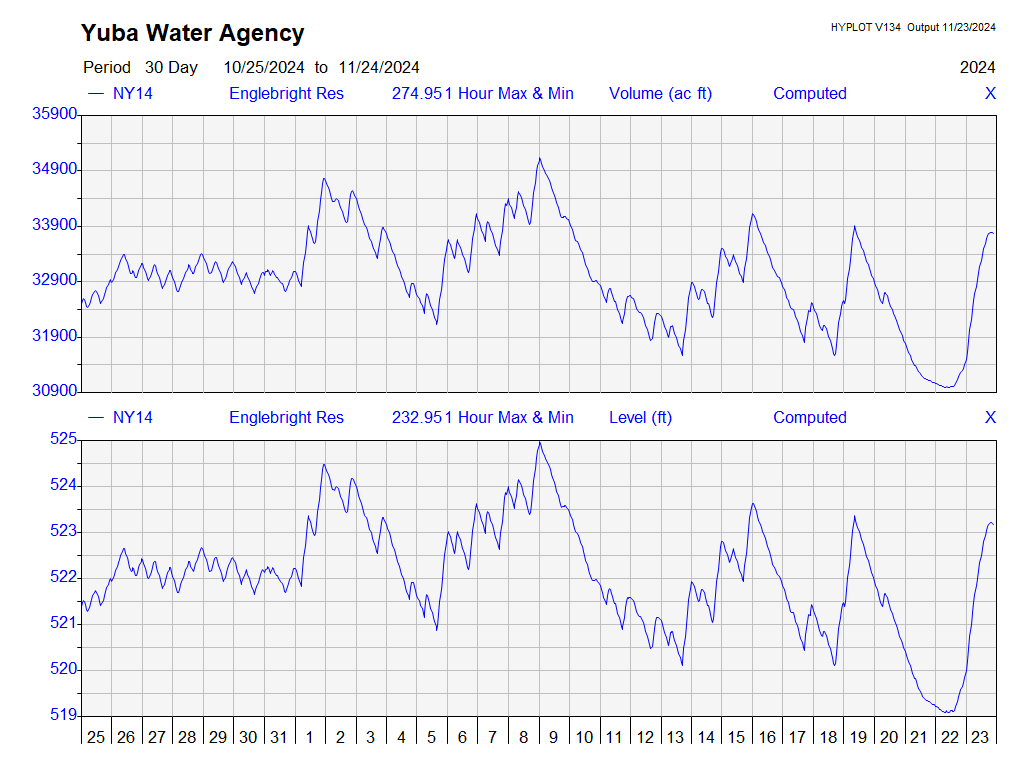 Yuba Water Agency
HYPLOT V134 Output 11/23/2024
Period 30 Day 10/25/2024 to 11/24/2024 2024
NY14 Englebright Res 274.951 Hour Max & Min Volume (ac ft) Computed X
35900
34900
33900
32900
31900
30900
NY14 Englebright Res 232.951 Hour Max & Min Level (ft) Computed X
525
524
523
522
521
520
519
25 26 27 28 29 30 31 1 2 3 4 5 6 7 8 9 10 11 12 13 14 15 16 17 18 19 20 21 22 23